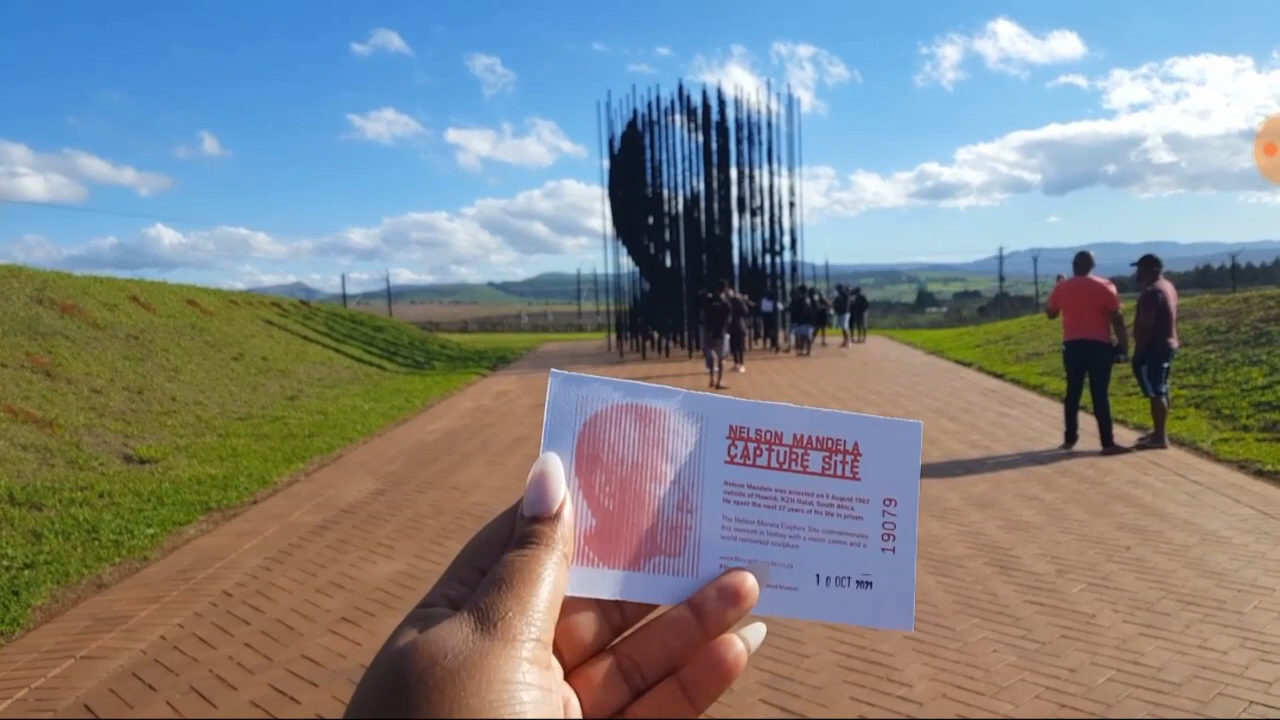 NELSON MANDELA
CAPTURE SITE
Nelson Mandela was arrested on 5 August 1962
outside of Howick, KZN Natal, South Africa.
He spent the next 27 years of his life in prison.
The Nelson Mandela Capture Site commemorates
this moment in history with a visitor centre and a
world renowned sculpture
19079
10 OCT 2021